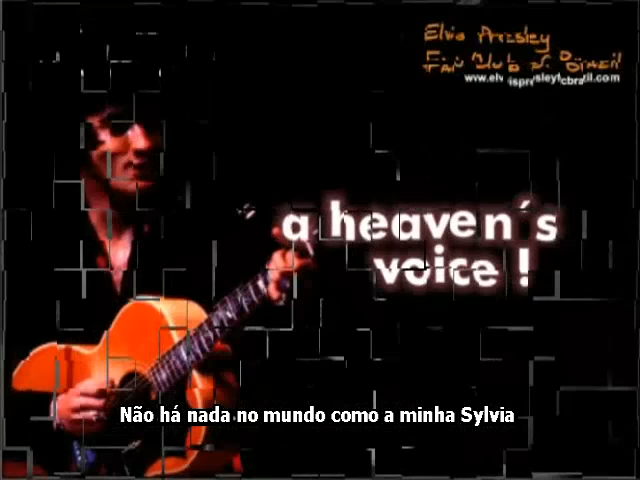 Elvis Presley
a heaven´s
voice !
Não há nada no mundo como a minha Sylvia